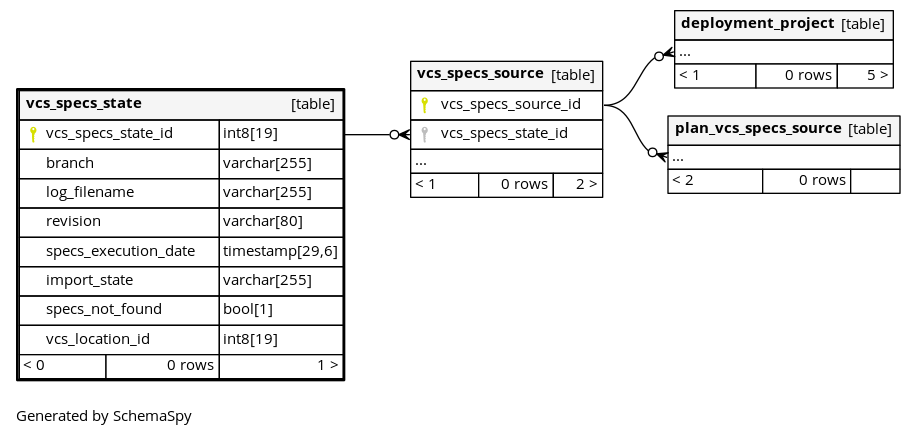 deployment_project [table]
...
< 1 0 rows 5 >
vcs_specs_source [table]
vcs_specs_source_id
vcs_specs_state_id
...
< 1 0 rows 2 >
plan_vcs_specs_source [table]
...
< 2 0 rows
vcs_specs_state [table]
vcs_specs_state_id int8[19]
branch varchar[255]
log_filename varchar[255]
revision varchar[80]
specs_execution_date timestamp[29,6]
import_state varchar[255]
specs_not_found bool[1]
vcs_location_id int8[19]
< 0 0 rows 1 >
Generated by SchemaSpy